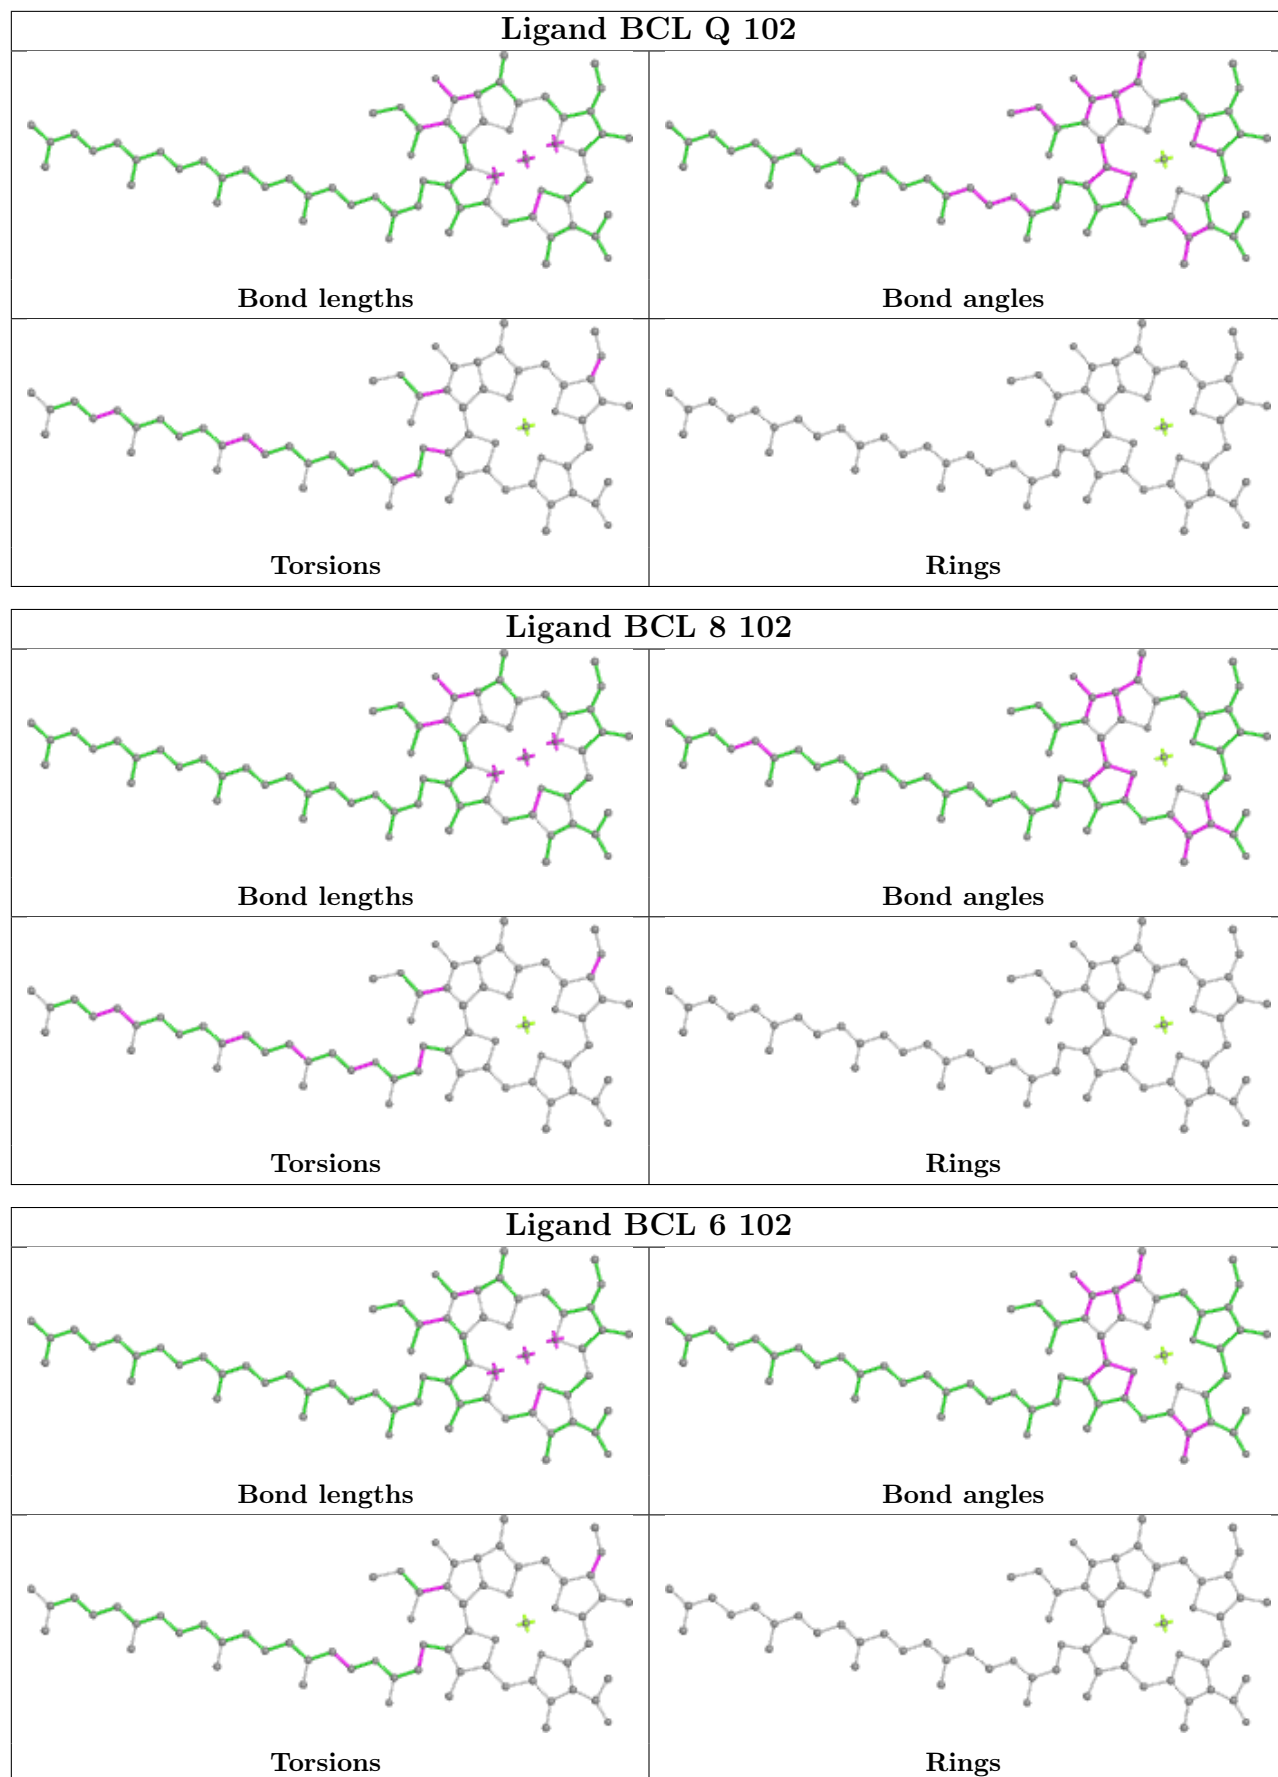 Ligand BCL Q 102
Bond lengths
Bond angles
Torsions
Rings
Ligand BCL 8 102
Bond lengths
Bond angles
Torsions
Rings
Ligand BCL 6 102
Bond lengths
Bond angles
Torsions
Rings